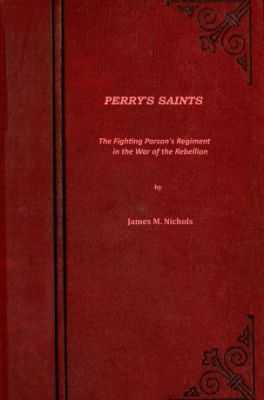 PERRY'S SAINTS
The Fighting Parson's Regiment
in the War of the Rebellion
by
James M. Nichols